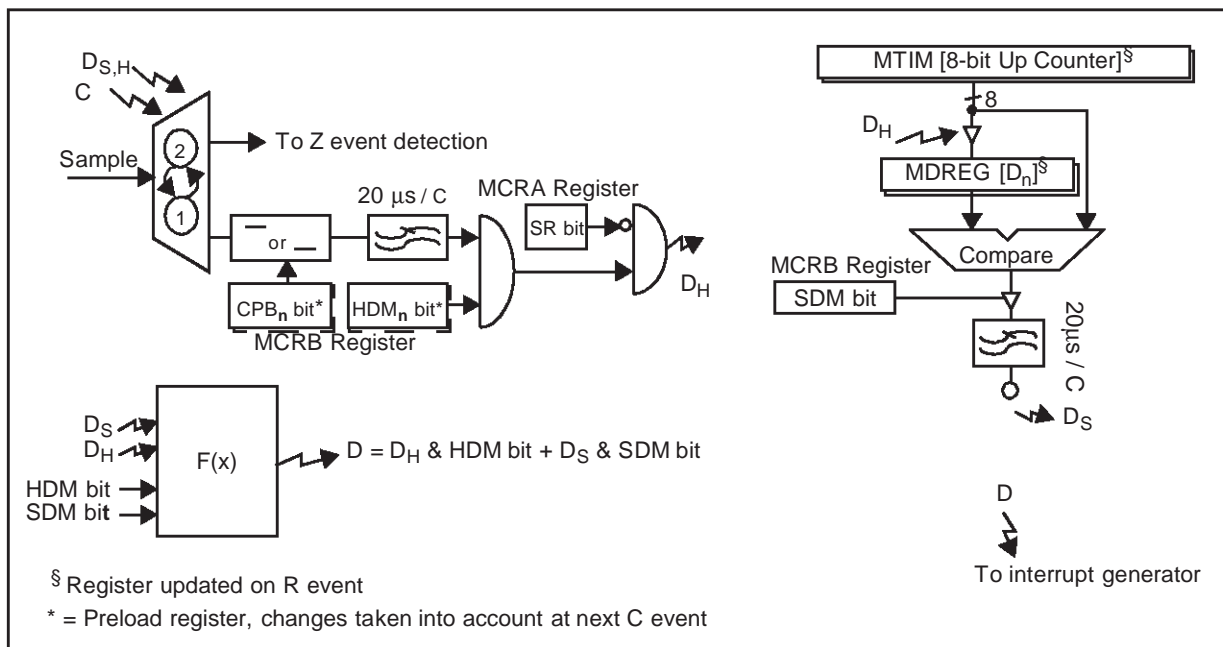 D_S,H
C
Sample
2
1
To Z event detection
20 µs / C
or
CPB_n bit*
HDM_n bit*
MCRB Register
MCRA Register
SR bit
D_H
MTIM [8-bit Up Counter]§
8
D_H
MDREG [D_n]§
Compare
MCRB Register
SDM bit
20µs / C
D_S
D_S
D_H
HDM bit
SDM bit
F(x)
D = D_H & HDM bit + D_S & SDM bit
D
To interrupt generator
§ Register updated on R event
* = Preload register, changes taken into account at next C event